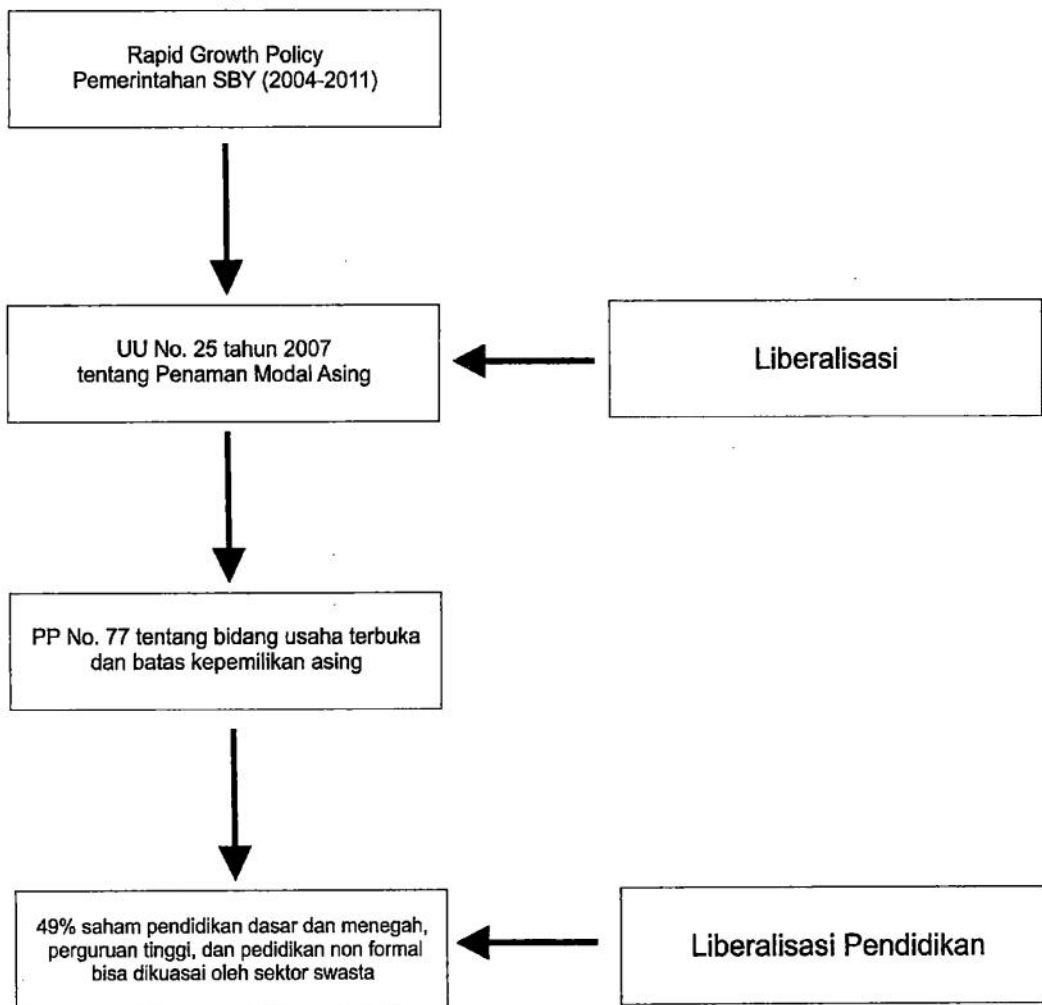 Rapid Growth Policy
Pemerintahan SBY (2004-2011)
UU No. 25 tahun 2007
tentang Penaman Modal Asing
Liberalisasi
PP No. 77 tentang bidang usaha terbuka
dan batas kepemilikan asing
49% saham pendidikan dasar dan menegah,
perguruan tinggi, dan pedidikan non formal
bisa dikuasai oleh sektor swasta
Liberalisasi Pendidikan